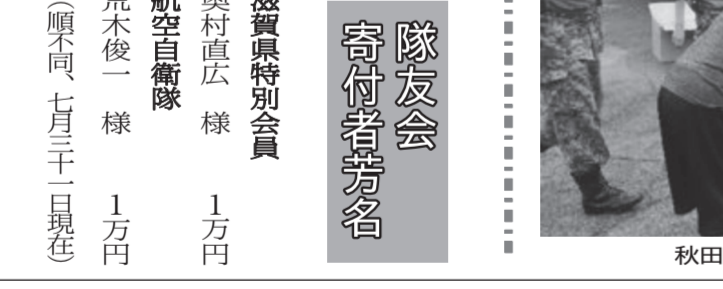 隊友会
寄付者芳名
滋賀県特別会員
奥村直広 様 1万円
航空自衛隊
荒木俊一 様 1万円
(順不同、七月三十一日現在)
秋田